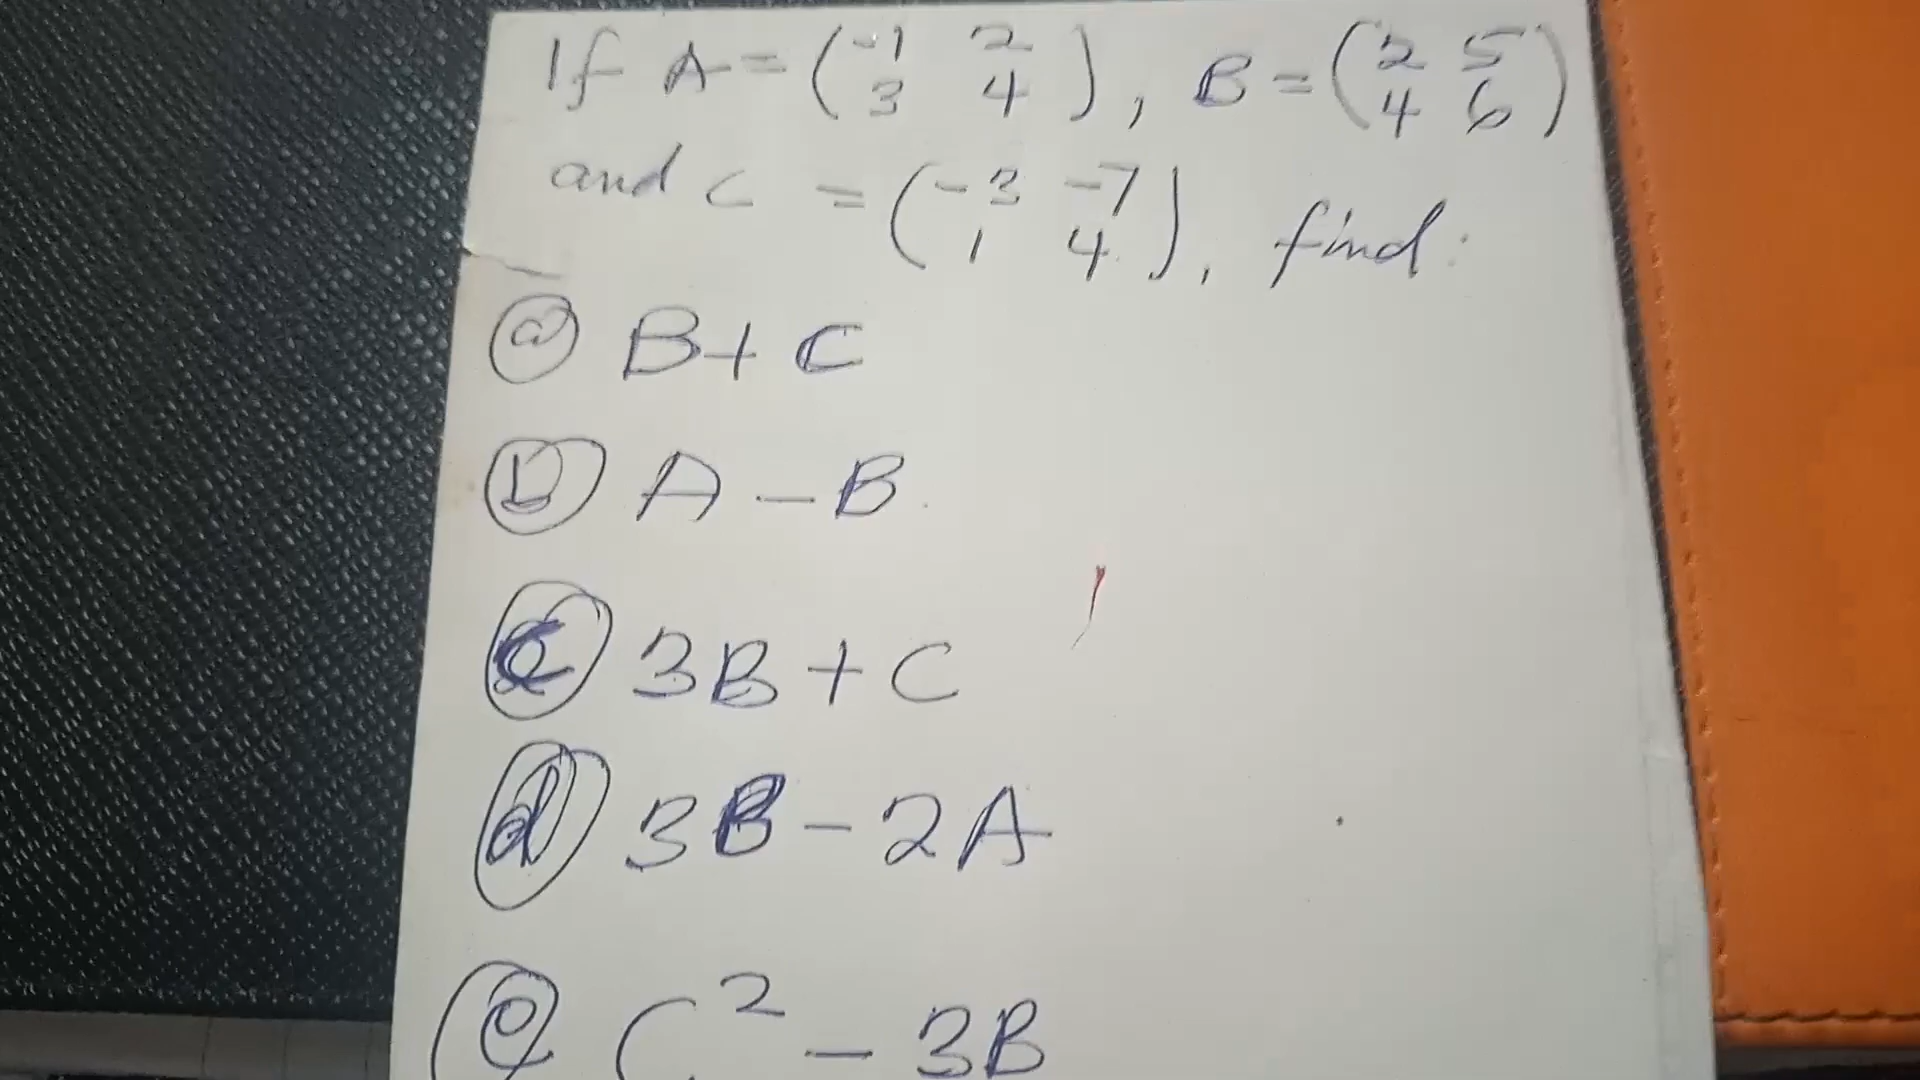 If A = (-1 2
3 4), B = (2 5
4 6)
and C = (-3 -7
1 4), find:
(a) B + C
(b) A - B.
(c) 3B + C
(d) 3B - 2A
(e) C² - 3B